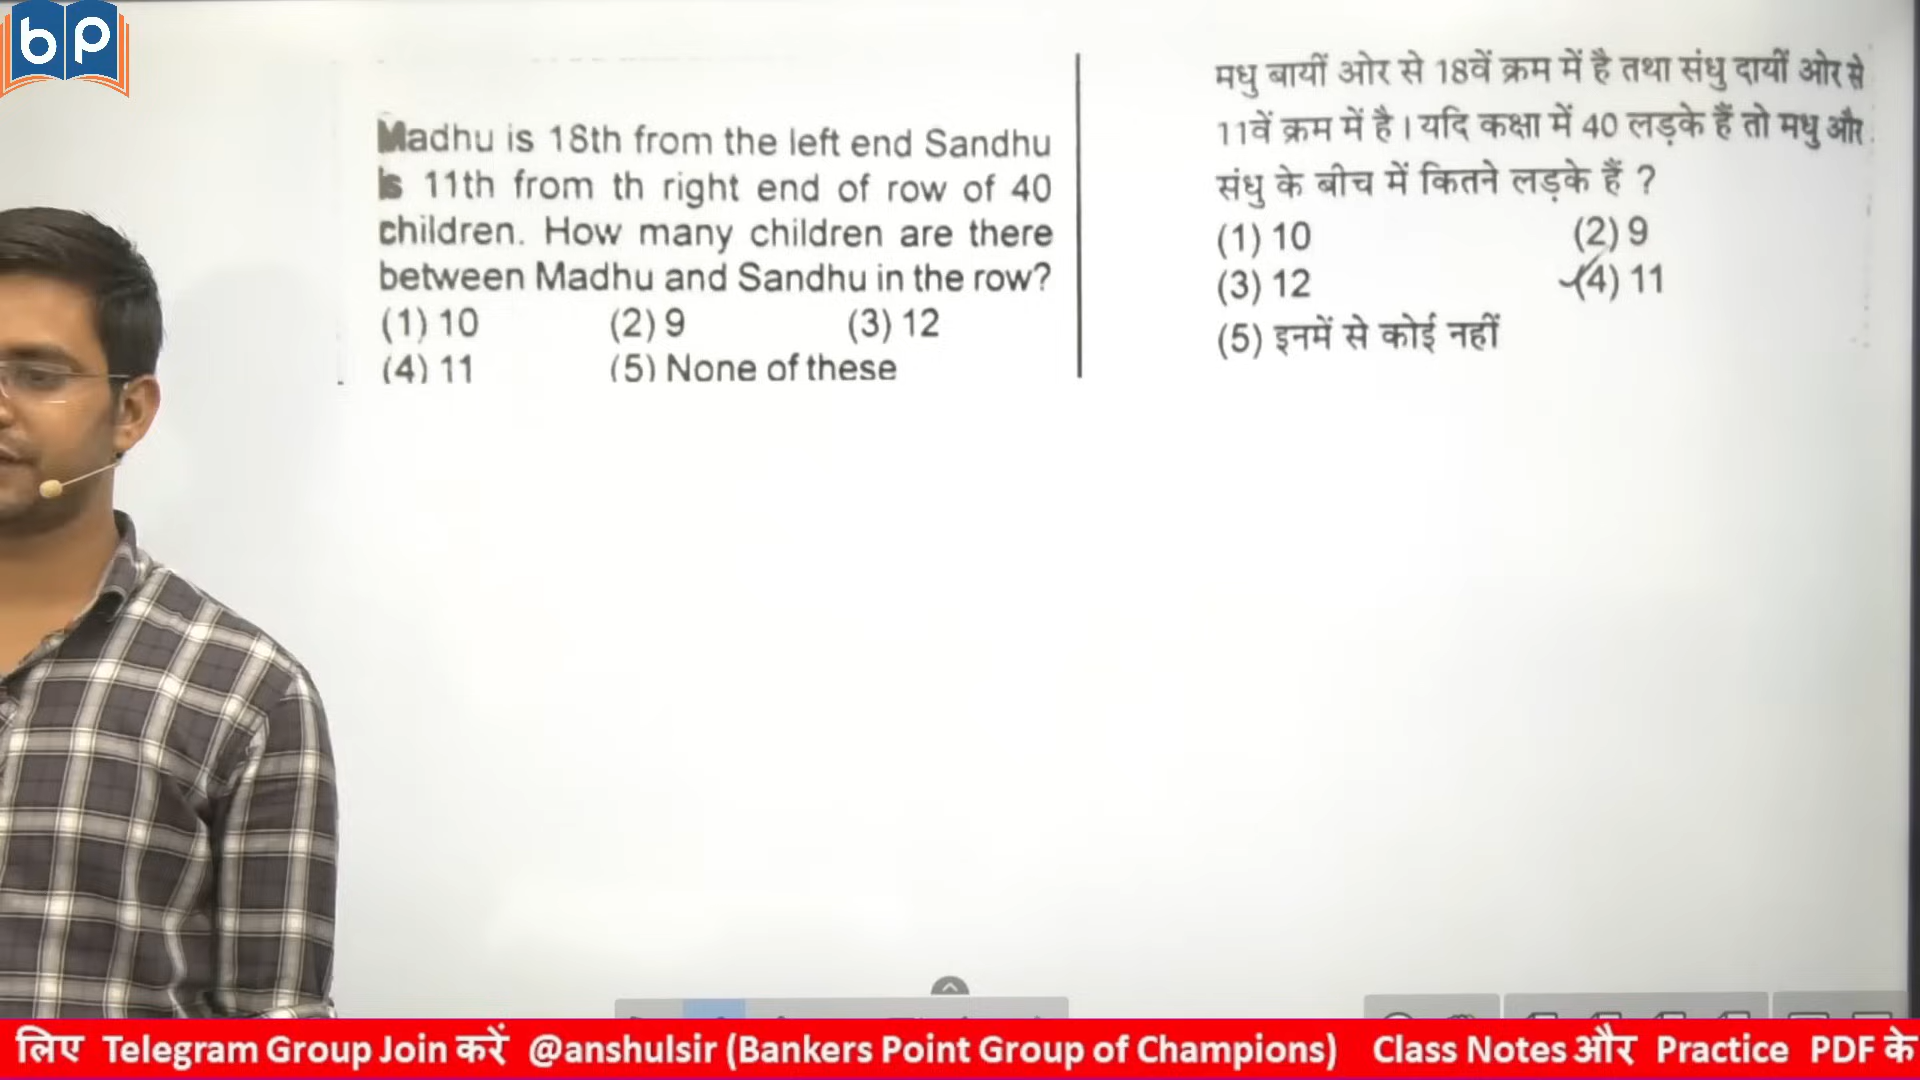 bp
Madhu is 18th from the left end Sandhu
is 11th from th right end of row of 40
children. How many children are there
between Madhu and Sandhu in the row?
(1) 10 (2) 9 (3) 12
(4) 11 (5) None of these
मधु बायीं ओर से 18वें क्रम में है तथा संधु दायीं ओर से
11वें क्रम में है। यदि कक्षा में 40 लड़के हैं तो मधु और
संधु के बीच में कितने लड़के हैं ?
(1) 10 (2) 9
(3) 12 (4) 11
(5) इनमें से कोई नहीं
लिए Telegram Group Join करें @anshulsir (Bankers Point Group of Champions) Class Notes और Practice PDF के